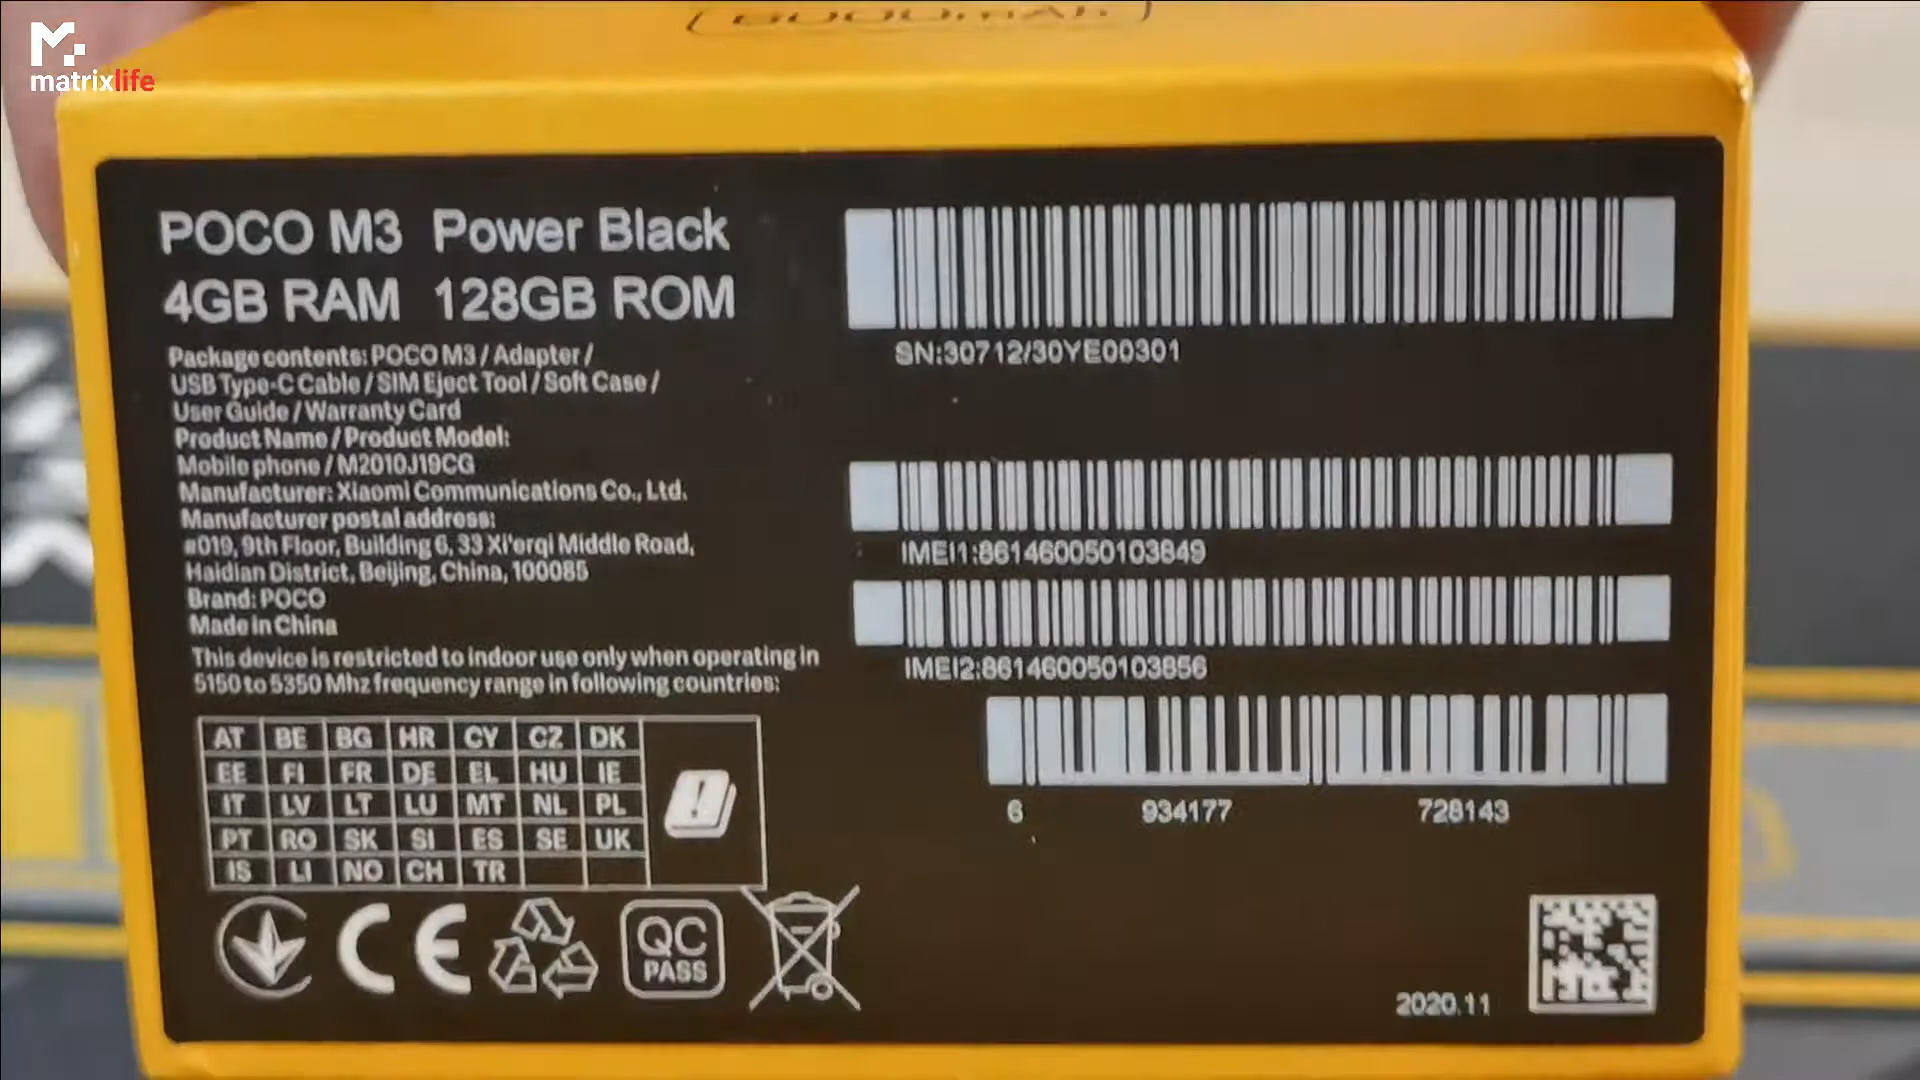 matrixlife
6000mAh
POCO M3 Power Black
4GB RAM 128GB ROM
Package contents: POCO M3 / Adapter /
USB Type-C Cable / SIM Eject Tool / Soft Case /
User Guide / Warranty Card
Product Name / Product Model:
Mobile phone / M2010J19CG
Manufacturer: Xiaomi Communications Co., Ltd.
Manufacturer postal address:
#019, 9th Floor, Building 6, 33 Xi'erqi Middle Road,
Haidian District, Beijing, China, 100085
Brand: POCO
Made in China
This device is restricted to indoor use only when operating in
5150 to 5350 Mhz frequency range in following countries:
AT BE BG HR CY CZ DK
EE FI FR DE EL HU IE
IT LV LT LU MT NL PL
PT RO SK SI ES SE UK
IS LI NO CH TR
CE
QC
PASS
SN:30712/30YE00301
IMEI1:861460050103849
IMEI2:861460050103856
6 934177 728143
2020.11